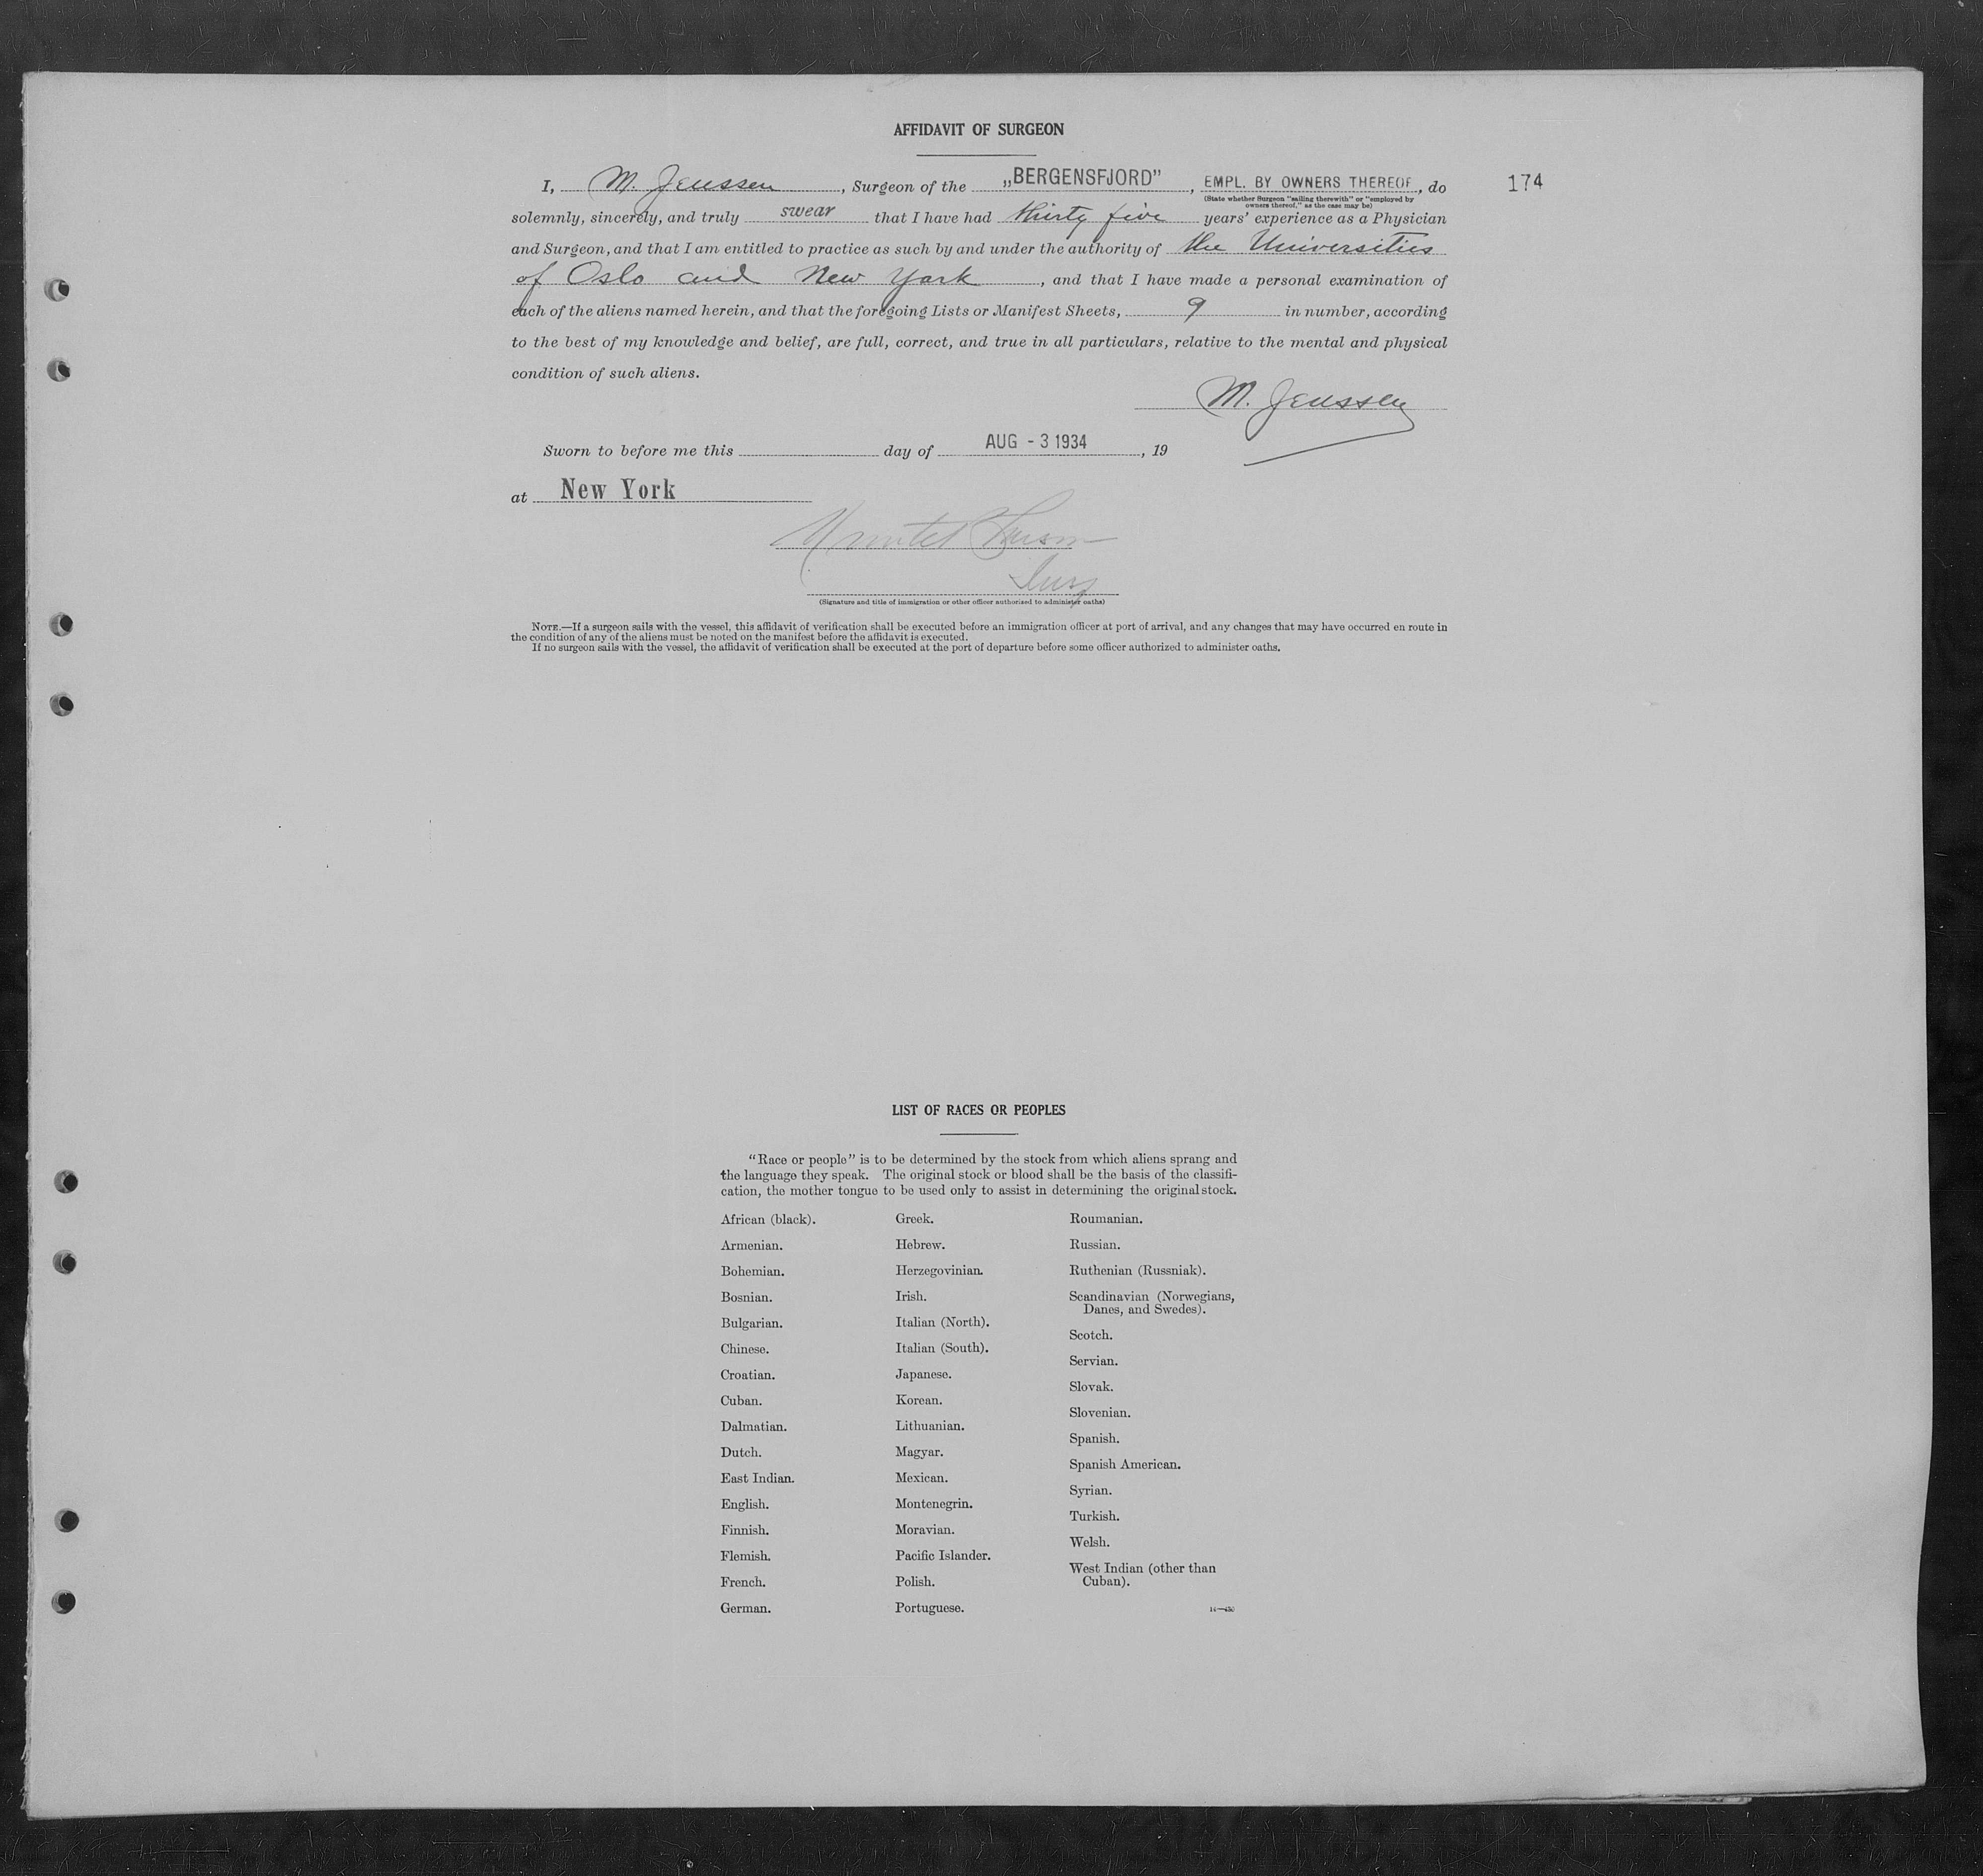 AFFIDAVIT OF SURGEON
I, M. Jenssen, Surgeon of the „BERGENSFJORD”, EMPL. BY OWNERS THEREOF, do
174
(State whether Surgeon "sailing therewith" or "employed by
owners thereof," as the case may be)
solemnly, sincerely, and truly swear that I have had thirty five years' experience as a Physician
and Surgeon, and that I am entitled to practice as such by and under the authority of the Universities
of Oslo and New York, and that I have made a personal examination of
each of the aliens named herein, and that the foregoing Lists or Manifest Sheets, 9 in number, according
to the best of my knowledge and belief, are full, correct, and true in all particulars, relative to the mental and physical
condition of such aliens.
M. Jenssen
Sworn to before me this day of AUG - 3 1934, 19
at New York
(Signature and title of immigration or other officer authorized to administer oaths)
NOTE.—If a surgeon sails with the vessel, this affidavit of verification shall be executed before an immigration officer at port of arrival, and any changes that may have occurred en route in
the condition of any of the aliens must be noted on the manifest before the affidavit is executed.
If no surgeon sails with the vessel, the affidavit of verification shall be executed at the port of departure before some officer authorized to administer oaths.
LIST OF RACES OR PEOPLES
"Race or people" is to be determined by the stock from which aliens sprang and
the language they speak. The original stock or blood shall be the basis of the classifi-
cation, the mother tongue to be used only to assist in determining the original stock.
African (black).
Armenian.
Bohemian.
Bosnian.
Bulgarian.
Chinese.
Croatian.
Cuban.
Dalmatian.
Dutch.
East Indian.
English.
Finnish.
Flemish.
French.
German.
Greek.
Hebrew.
Herzegovinian.
Irish.
Italian (North).
Italian (South).
Japanese.
Korean.
Lithuanian.
Magyar.
Mexican.
Montenegrin.
Moravian.
Pacific Islander.
Polish.
Portuguese.
Roumanian.
Russian.
Ruthenian (Russniak).
Scandinavian (Norwegians,
Danes, and Swedes).
Scotch.
Servian.
Slovak.
Slovenian.
Spanish.
Spanish American.
Syrian.
Turkish.
Welsh.
West Indian (other than
Cuban).